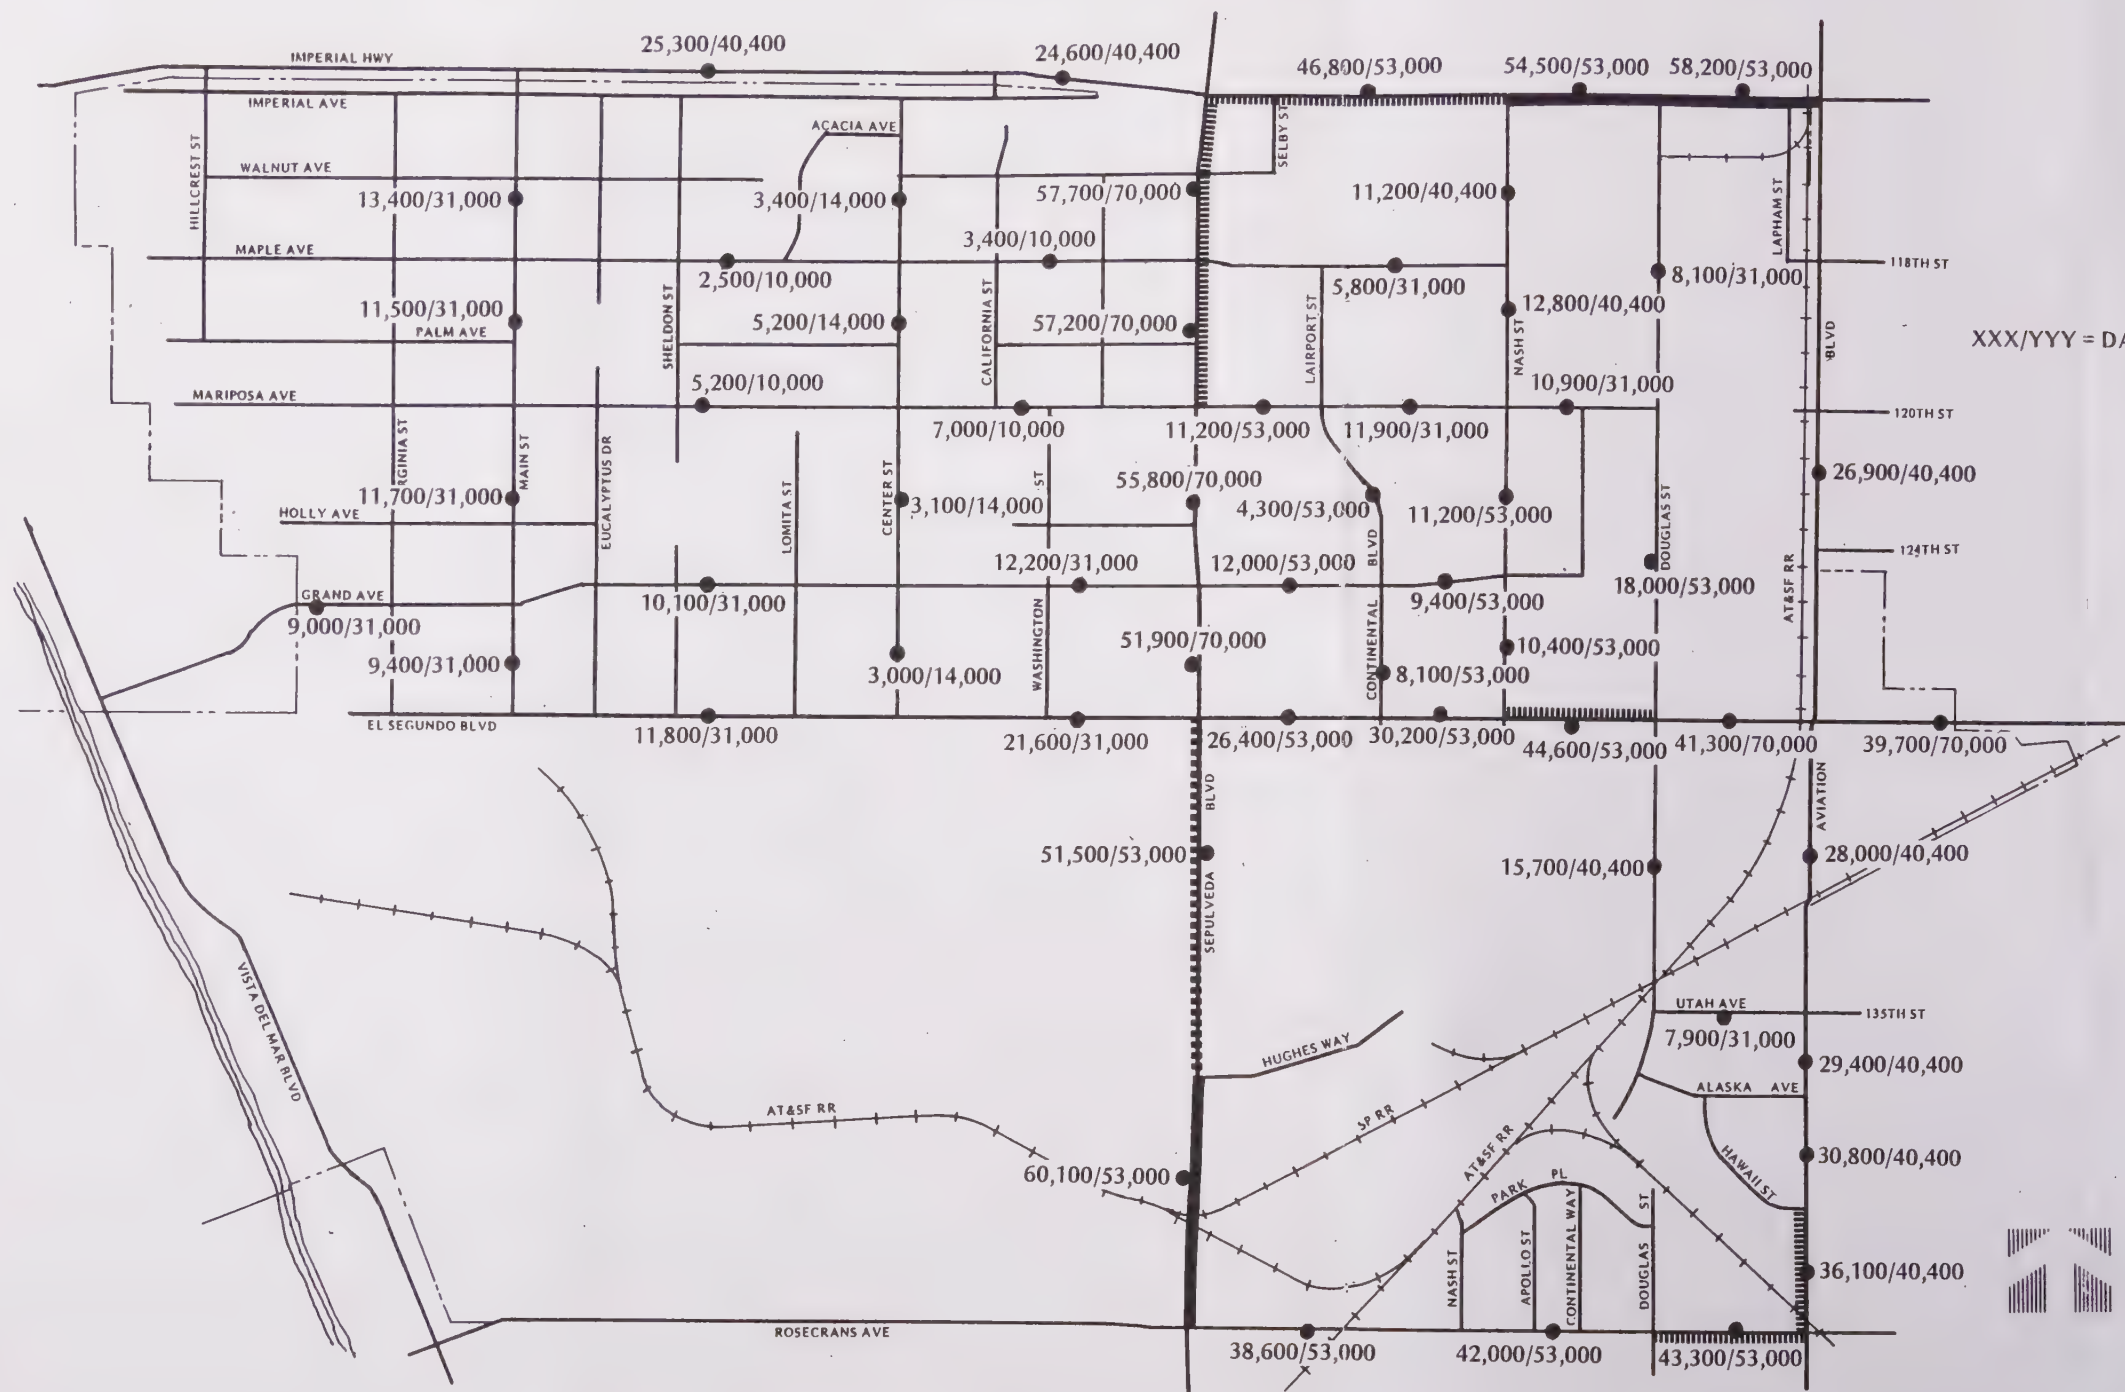 25,300/40,400
24,600/40,400
IMPERIAL HWY
46,800/53,000
54,500/53,000
58,200/53,000
IMPERIAL AVE
ACACIA AVE
SELBY ST
HILLCREST ST
WALNUT AVE
13,400/31,000
3,400/14,000
57,700/70,000
11,200/40,400
LAPHAM ST
MAPLE AVE
3,400/10,000
118TH ST
2,500/10,000
5,800/31,000
8,100/31,000
11,500/31,000
SHELDON ST
5,200/14,000
CALIFORNIA ST
57,200/70,000
LAIRPORT ST
12,800/40,400
NASH ST
PALM AVE
BLVD
XXX/YYY = DA
5,200/10,000
10,900/31,000
MARIPOSA AVE
120TH ST
7,000/10,000
11,200/53,000
11,900/31,000
RGINIA ST
MAIN ST
EUCALYPTUS DR
CENTER ST
ST
55,800/70,000
26,900/40,400
11,700/31,000
3,100/14,000
4,300/53,000
11,200/53,000
HOLLY AVE
LOMITA ST
BLVD
DOUGLAS ST
124TH ST
12,200/31,000
12,000/53,000
AT&SF RR
GRAND AVE
10,100/31,000
9,400/53,000
18,000/53,000
9,000/31,000
WASHINGTON
51,900/70,000
CONTINENTAL
10,400/53,000
9,400/31,000
3,000/14,000
8,100/53,000
EL SEGUNDO BLVD
11,800/31,000
21,600/31,000
26,400/53,000
30,200/53,000
44,600/53,000
41,300/70,000
39,700/70,000
BLVD
AVIATION
51,500/53,000
15,700/40,400
28,000/40,400
SEPULVEDA
VISTA DEL MAR BLVD
UTAH AVE
135TH ST
7,900/31,000
HUGHES WAY
29,400/40,400
ALASKA AVE
AT&SF RR
SP RR
AT&SF RR
30,800/40,400
HAWAII ST
60,100/53,000
PARK PL
NASH ST
APOLLO ST
CONTINENTAL WAY
DOUGLAS ST
36,100/40,400
ROSECRANS AVE
38,600/53,000
42,000/53,000
43,300/53,000